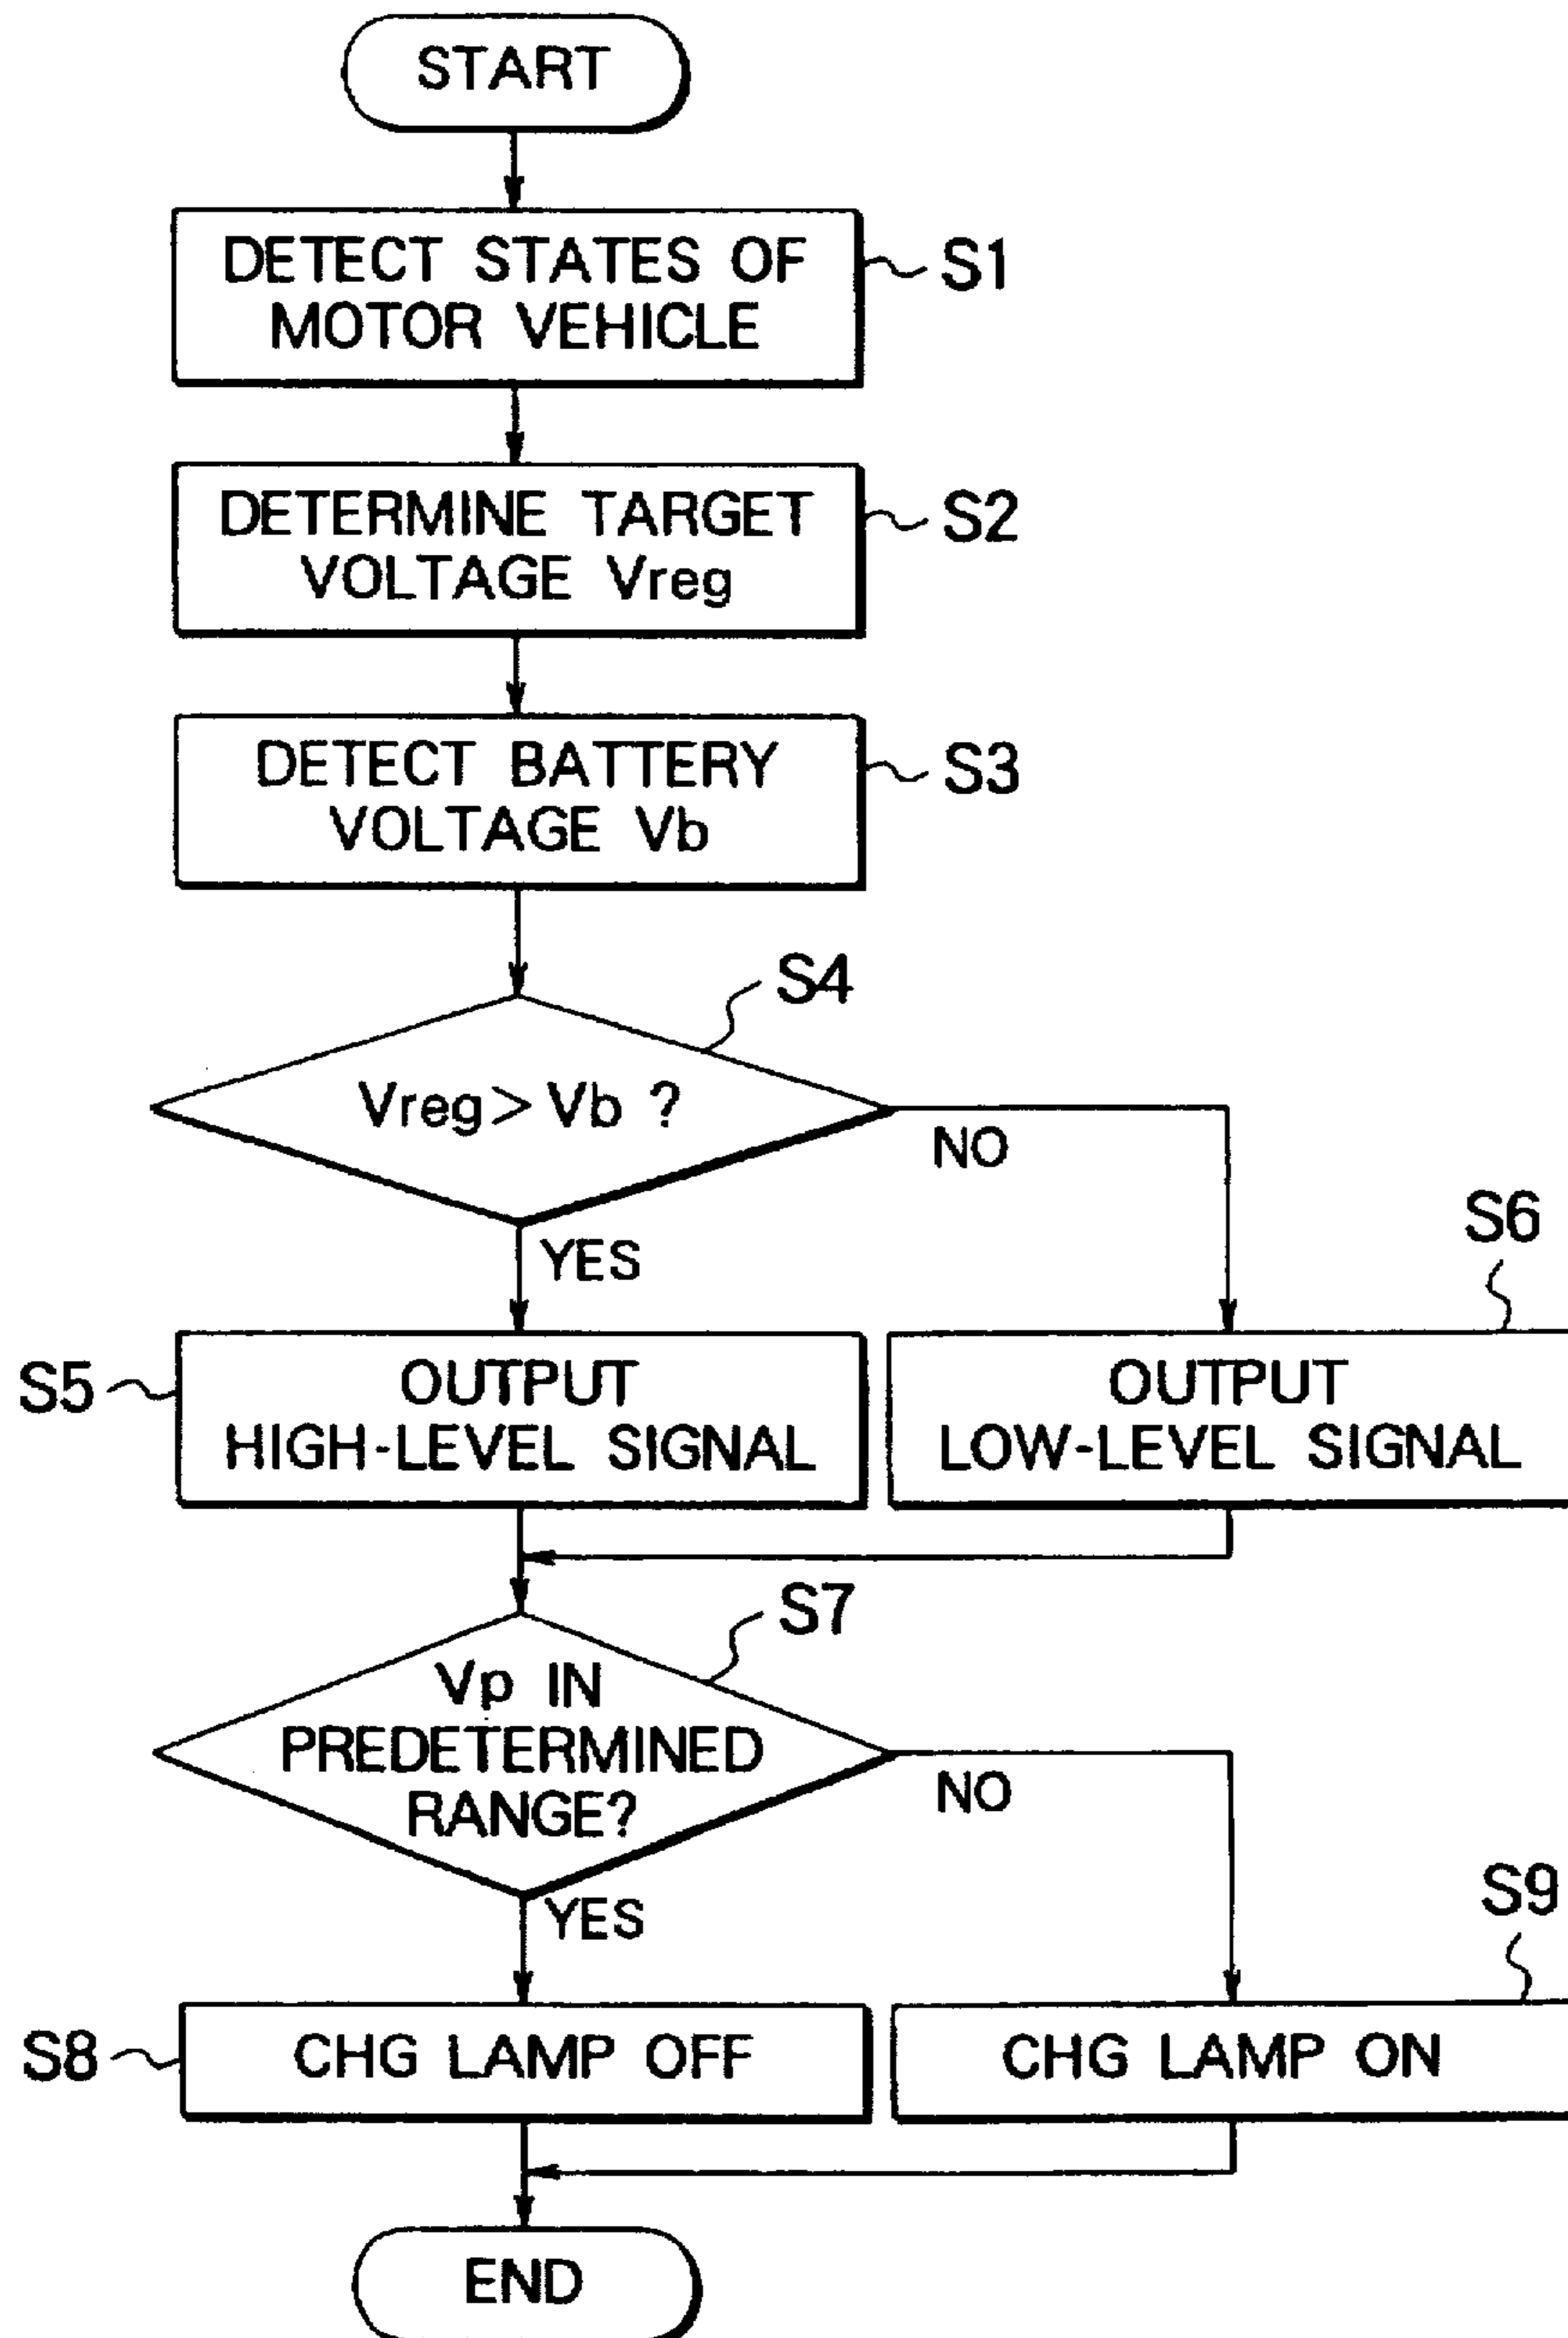 START
DETECT STATES OF
MOTOR VEHICLE
S1
DETERMINE TARGET
VOLTAGE Vreg
S2
DETECT BATTERY
VOLTAGE Vb
S3
S4
Vreg > Vb ?
NO
YES
S6
S5
OUTPUT
HIGH-LEVEL SIGNAL
OUTPUT
LOW-LEVEL SIGNAL
S7
Vp IN
PREDETERMINED
RANGE?
NO
YES
S9
S8
CHG LAMP OFF
CHG LAMP ON
END